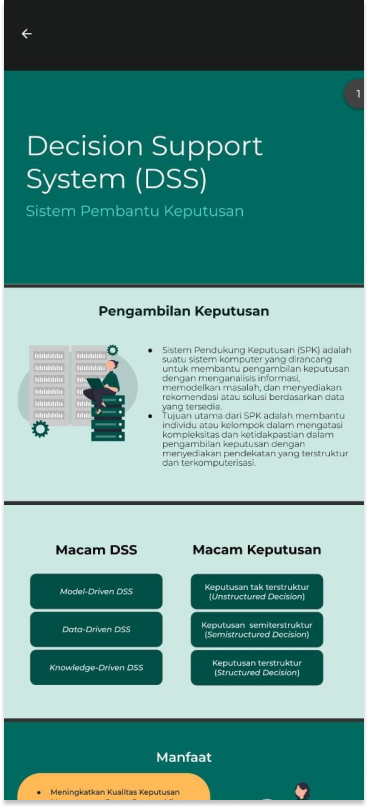 1
Decision Support
System (DSS)
Sistem Pembantu Keputusan
Pengambilan Keputusan
● Sistem Pendukung Keputusan (SPK) adalah
suatu sistem komputer yang dirancang
untuk membantu pengambilan keputusan
dengan menganalisis informasi,
memodelkan masalah, dan menyediakan
rekomendasi atau solusi berdasarkan data
yang tersedia.
● Tujuan utama dari SPK adalah membantu
individu atau kelompok dalam mengatasi
kompleksitas dan ketidakpastian dalam
pengambilan keputusan dengan
menyediakan pendekatan yang terstruktur
dan terkomputerisasi.
Macam DSS
Model-Driven DSS
Data-Driven DSS
Knowledge-Driven DSS
Macam Keputusan
Keputusan tak terstruktur
(Unstructured Decision)
Keputusan semiterstruktur
(Semistructured Decision)
Keputusan terstruktur
(Structured Decision)
Manfaat
● Meningkatkan Kualitas Keputusan